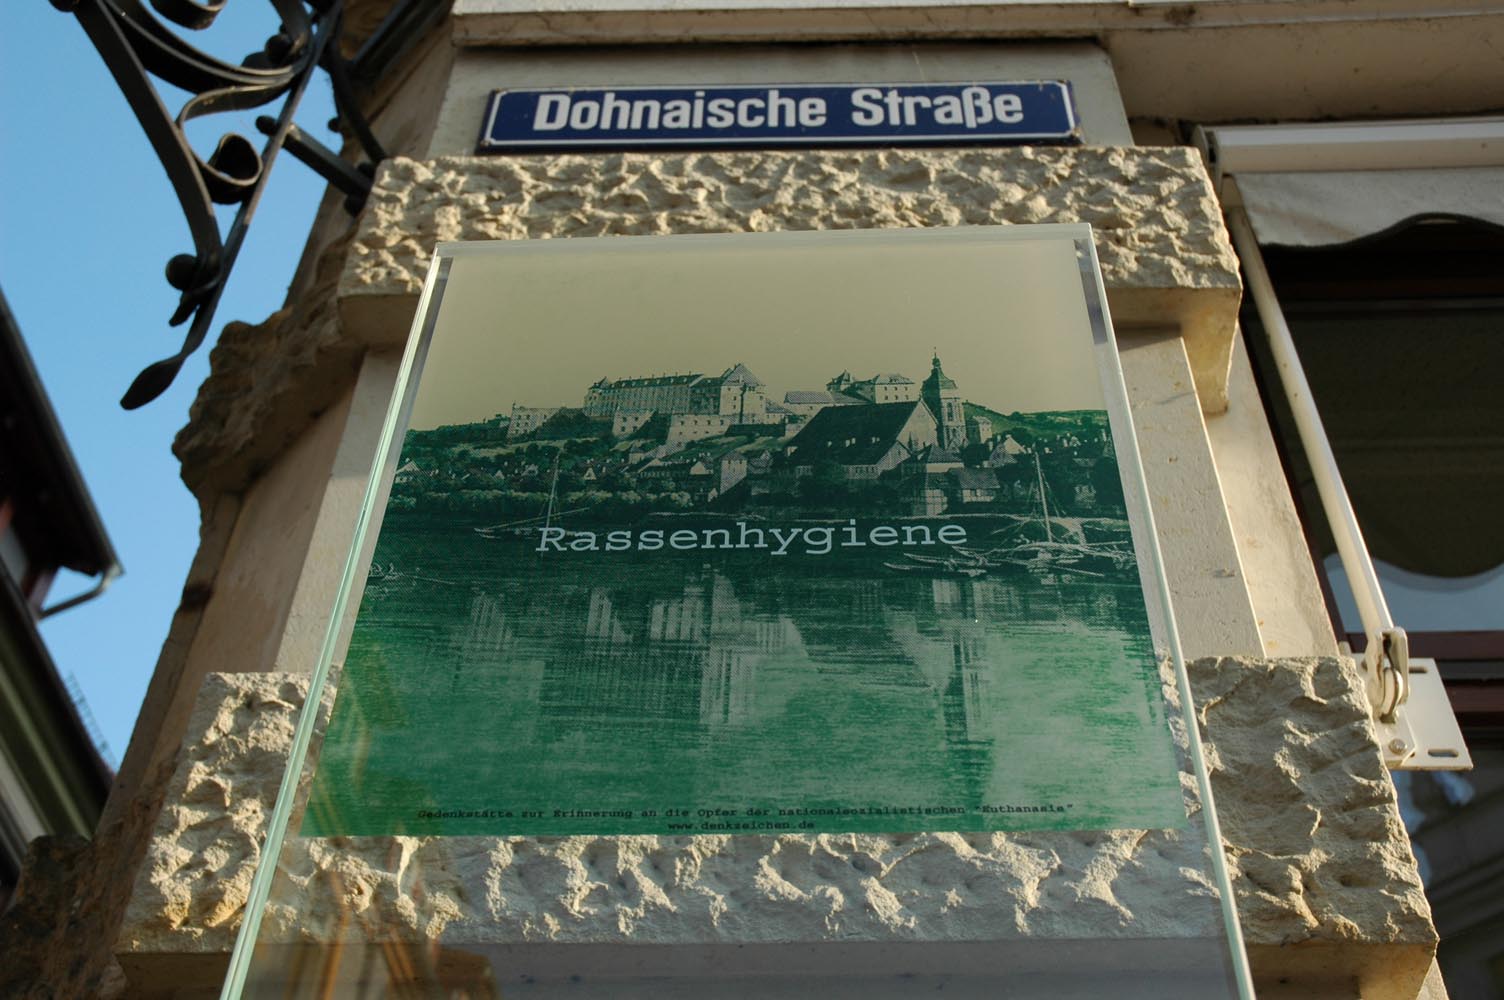 Dohnaische Straße
Rassenhygiene
Gedenkstätte zur Erinnerung an die Opfer der nationalsozialistischen "Euthanasie"
www.denkzeichen.de